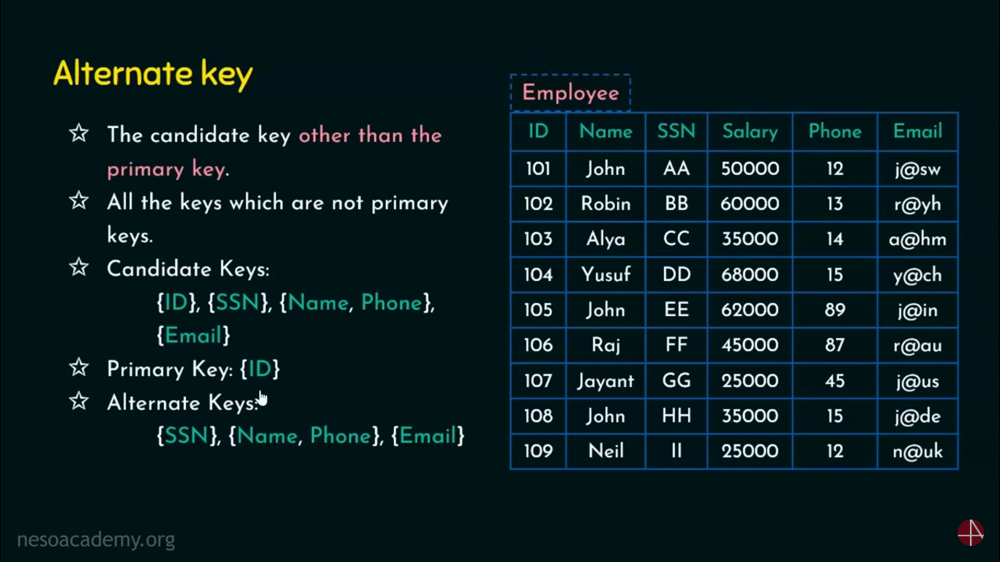 Alternate key
The candidate key other than the
primary key.
All the keys which are not primary
keys.
Candidate Keys:
{ID}, {SSN}, {Name, Phone},
{Email}
Primary Key: {ID}
Alternate Keys:
{SSN}, {Name, Phone}, {Email}
Employee
ID Name SSN Salary Phone Email
101 John AA 50000 12 j@sw
102 Robin BB 60000 13 r@yh
103 Alya CC 35000 14 a@hm
104 Yusuf DD 68000 15 y@ch
105 John EE 62000 89 j@in
106 Raj FF 45000 87 r@au
107 Jayant GG 25000 45 j@us
108 John HH 35000 15 j@de
109 Neil II 25000 12 n@uk
nesoacademy.org